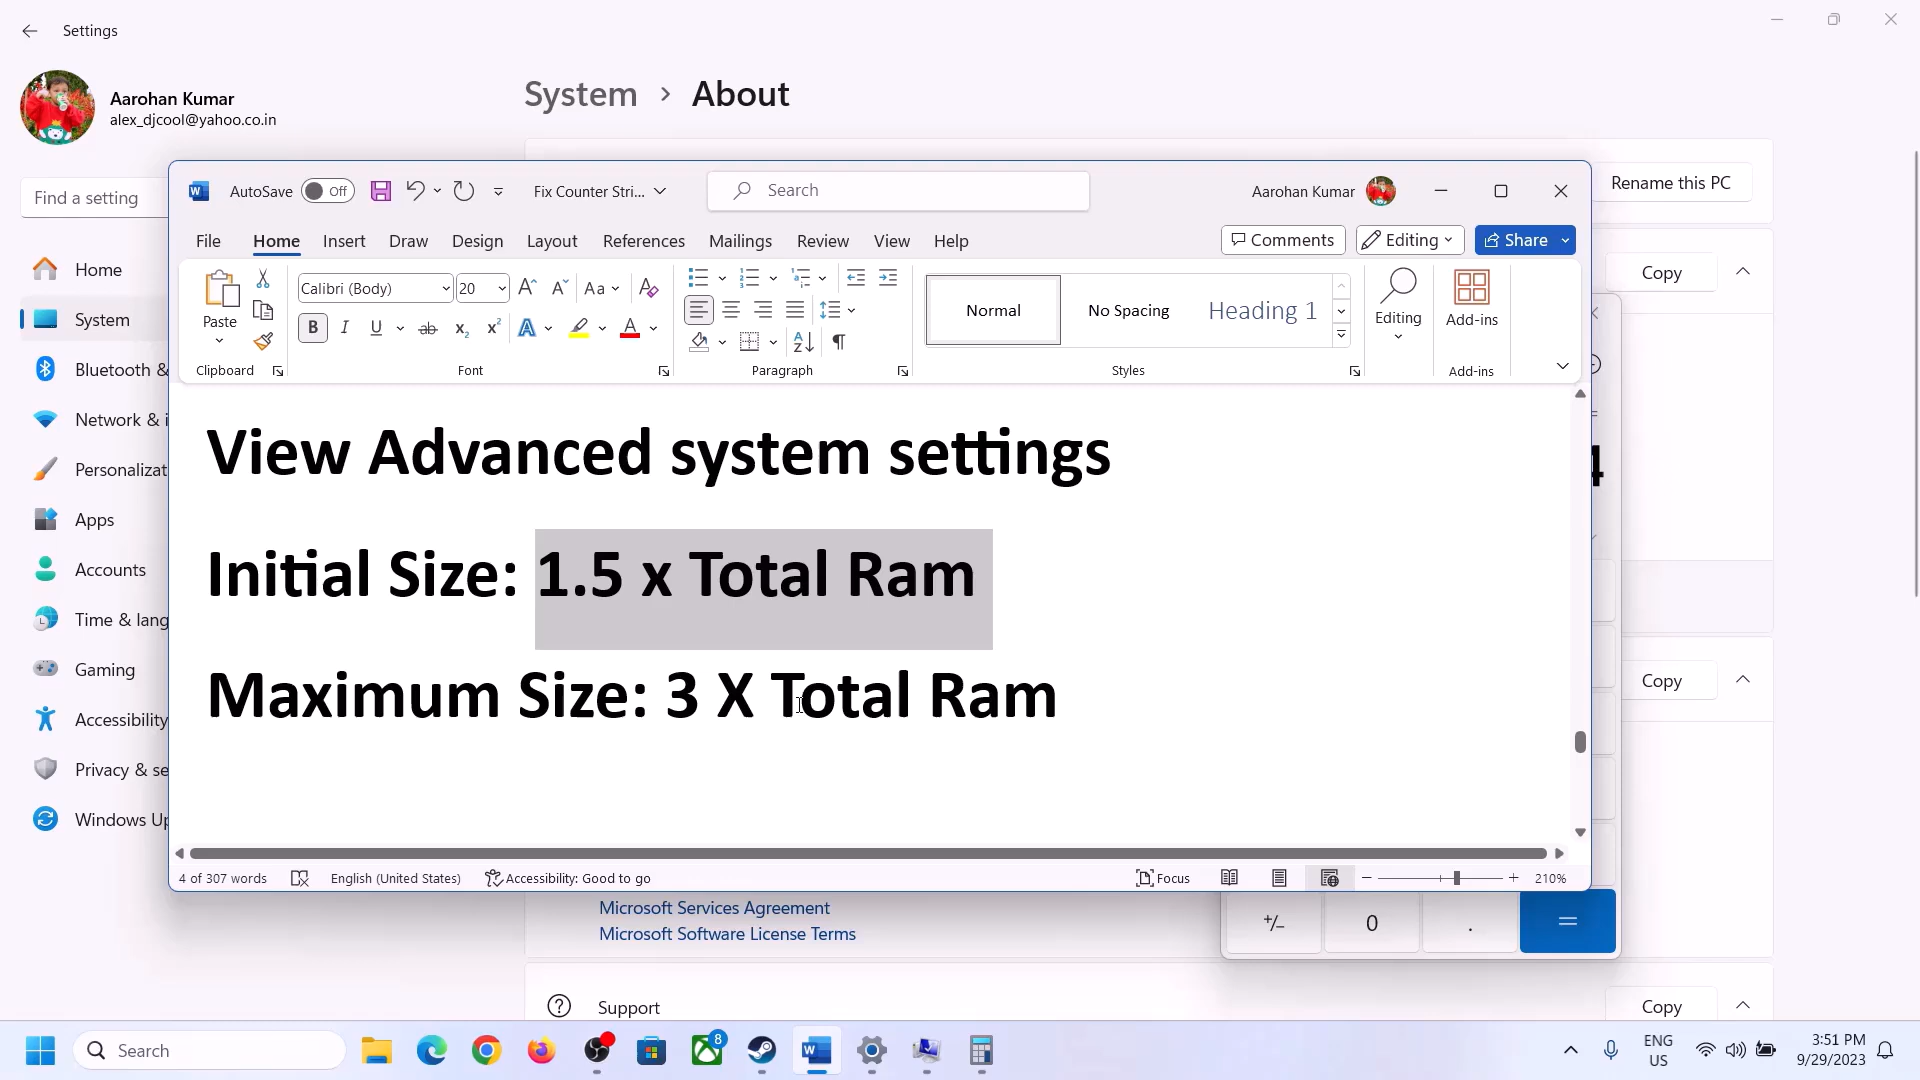 Settings
Aarohan Kumar
alex_djcool@yahoo.co.in
System > About
Find a setting
Rename this PC
AutoSave Off
Fix Counter Stri...
Search
Aarohan Kumar
File Home Insert Draw Design Layout References Mailings Review View Help
Comments Editing Share
Paste
Calibri (Body) 20
Aa
Normal
No Spacing
Heading 1
Editing
Add-ins
Clipboard
Font
Paragraph
Styles
Add-ins
Copy
Home
System
Bluetooth &
Network & i
Personalizat
Apps
Accounts
Time & lang
Gaming
Accessibility
Privacy & se
Windows Up
View Advanced system settings
Initial Size: 1.5 x Total Ram
Maximum Size: 3 X Total Ram
4
Copy
4 of 307 words
English (United States)
Accessibility: Good to go
Focus
210%
Microsoft Services Agreement
Microsoft Software License Terms
+/−
0
.
=
Support
Copy
Search
8
ENG
US
3:51 PM
9/29/2023